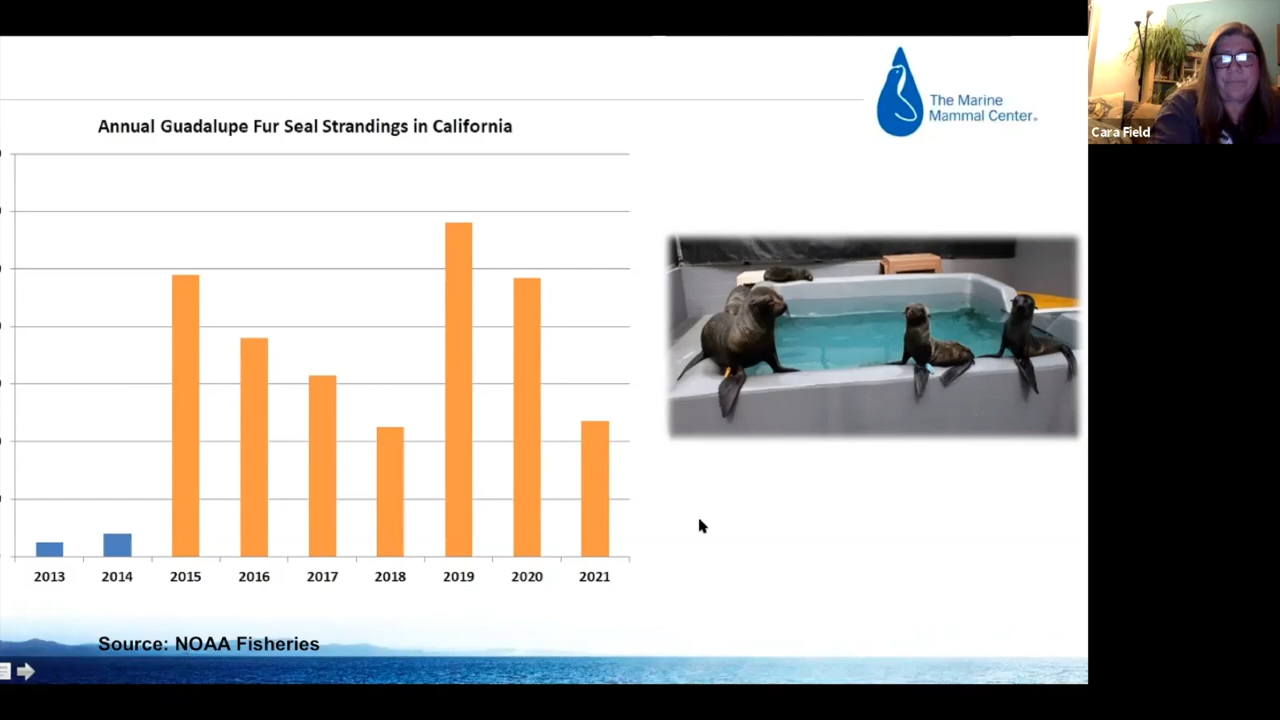 Annual Guadalupe Fur Seal Strandings in California
The Marine
Mammal Center®
Cara Field
2013 2014 2015 2016 2017 2018 2019 2020 2021
Source: NOAA Fisheries